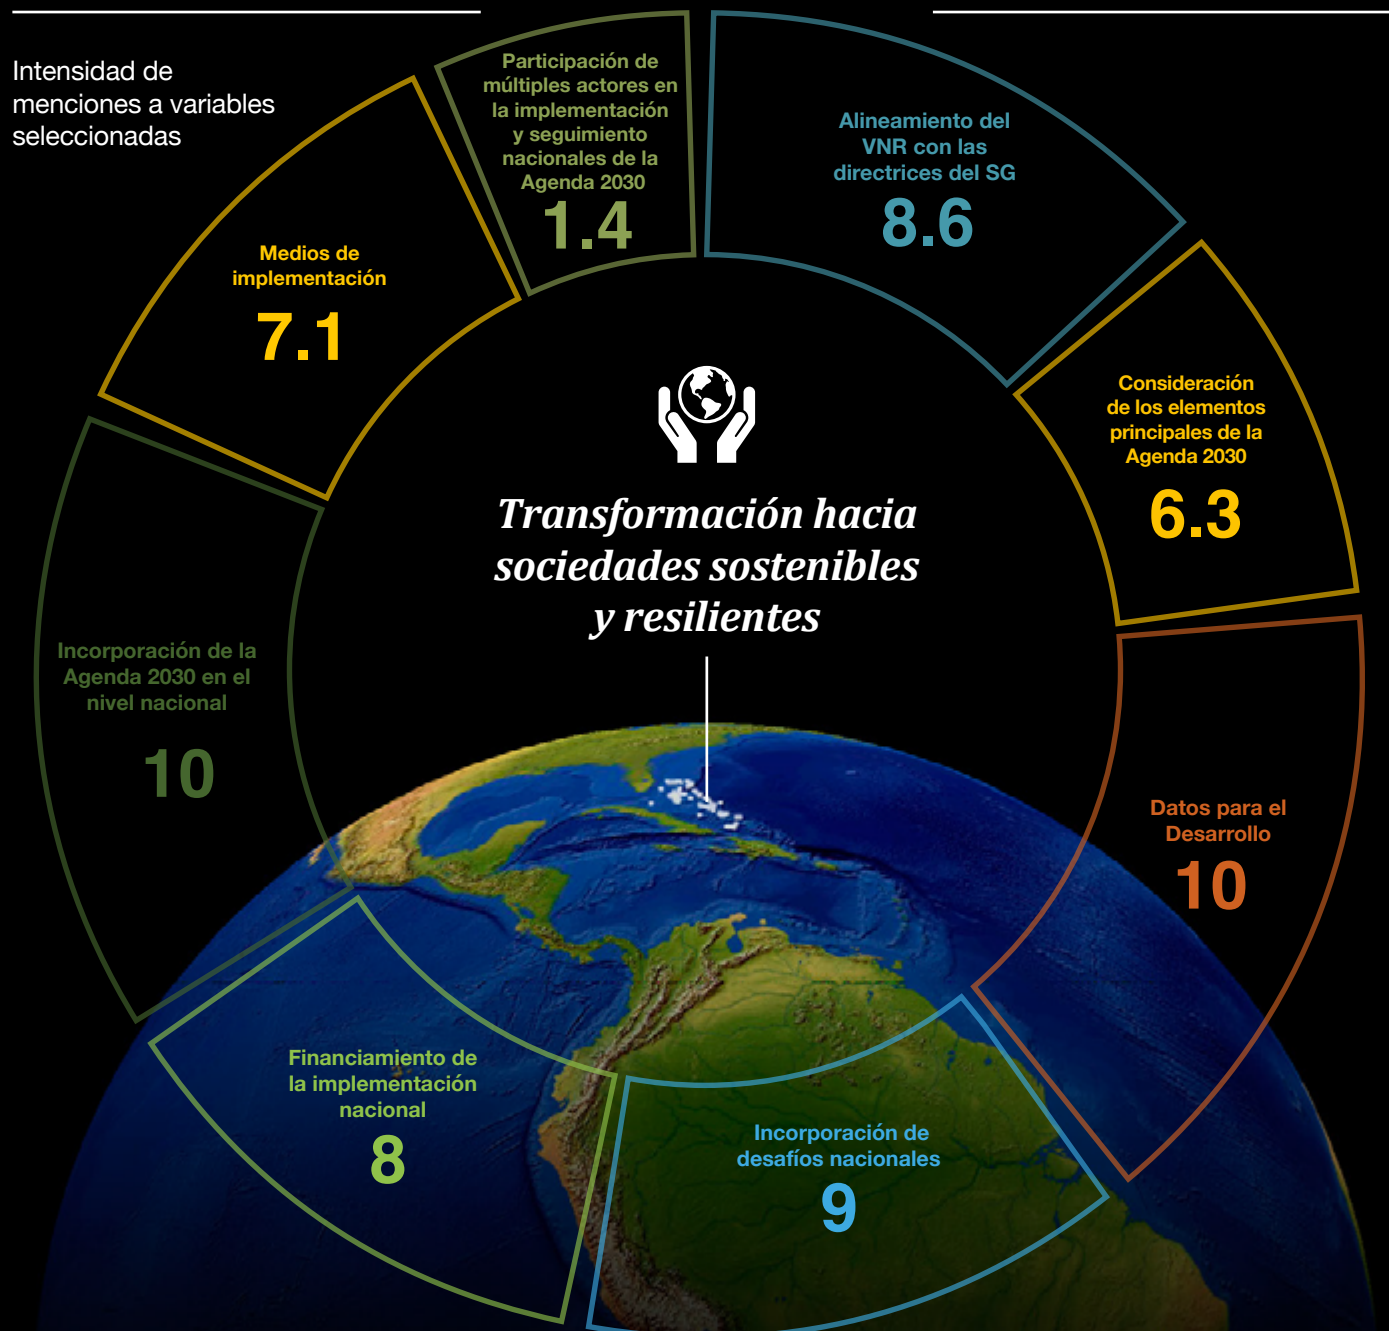 Intensidad de
menciones a variables
seleccionadas
Participación de
múltiples actores en
la implementación
y seguimiento
nacionales de la
Agenda 2030
1.4
Alineamiento del
VNR con las
directrices del SG
8.6
Medios de
implementación
7.1
Consideración
de los elementos
principales de la
Agenda 2030
6.3
Transformación hacia
sociedades sostenibles
y resilientes
Incorporación de la
Agenda 2030 en el
nivel nacional
10
Datos para el
Desarrollo
10
Financiamiento de
la implementación
nacional
8
Incorporación de
desafíos nacionales
9